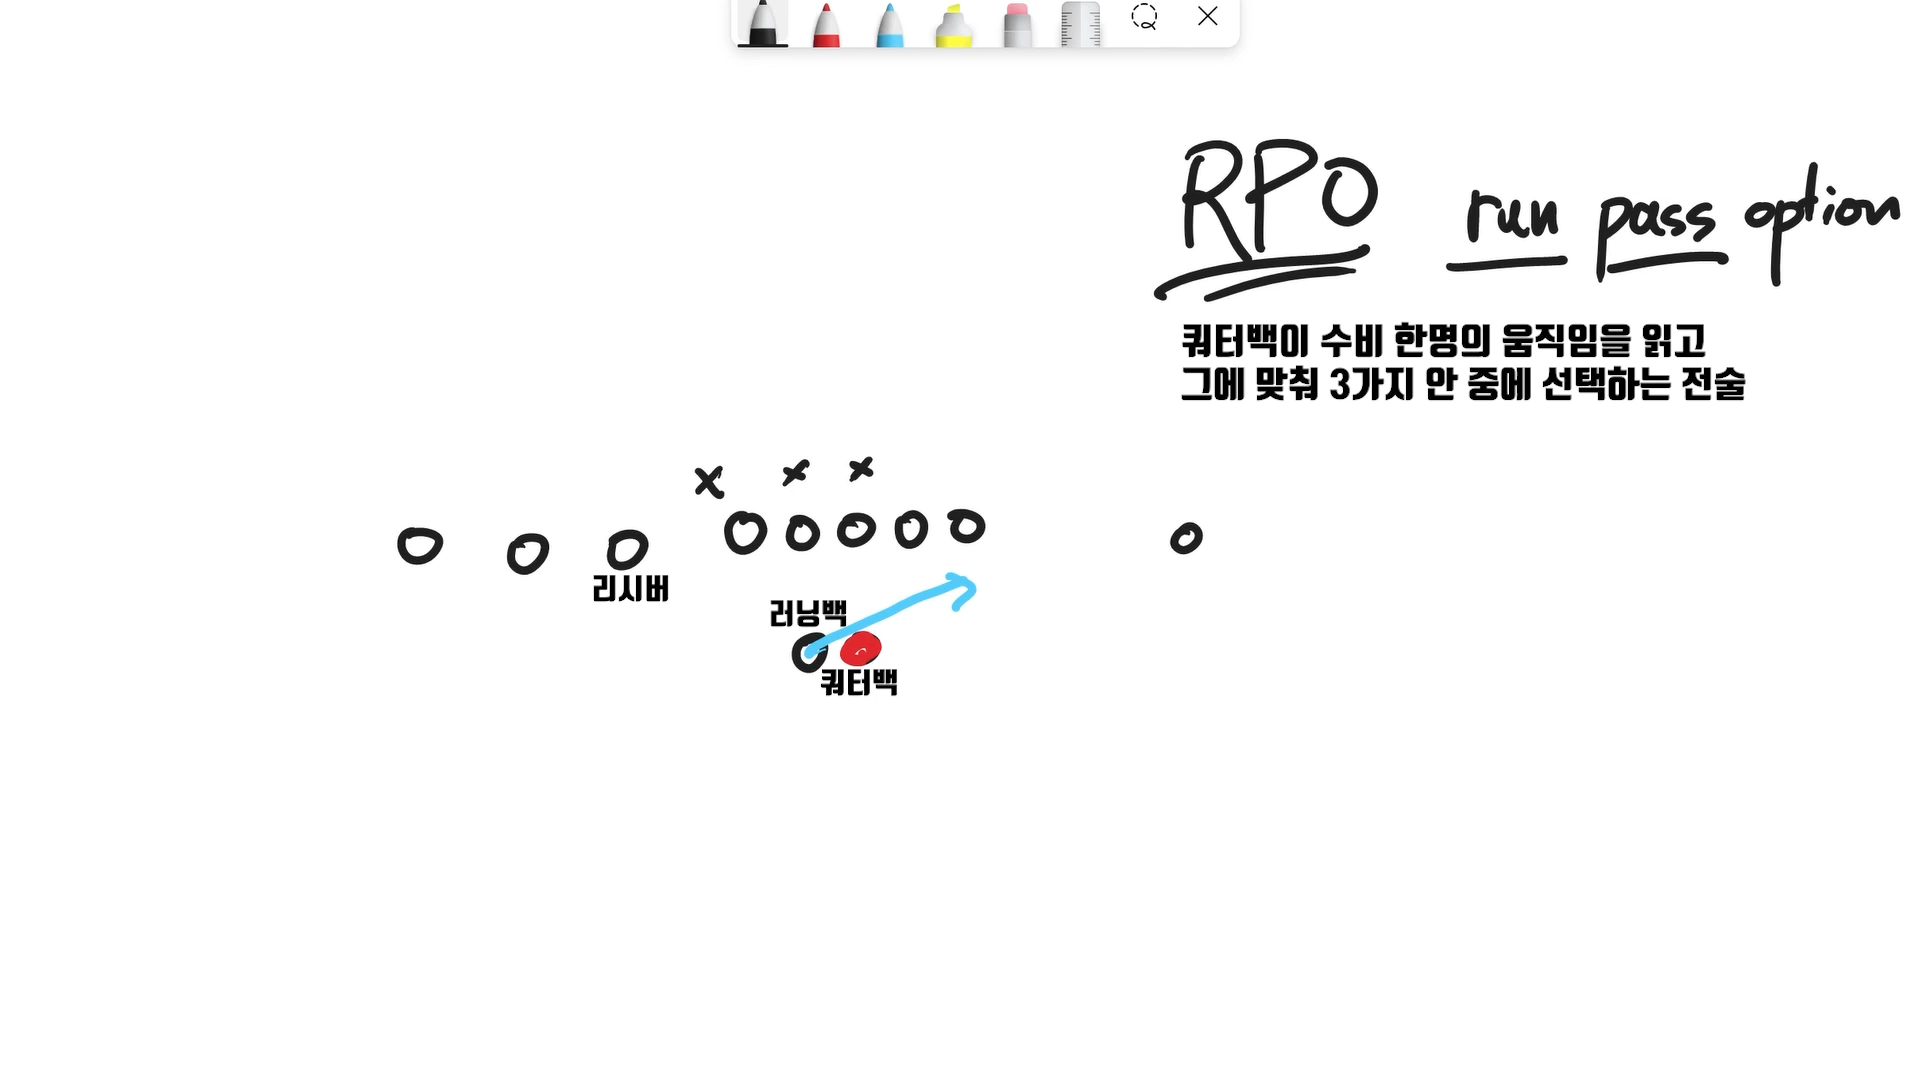 RPO run pass option
쿼터백이 수비 한명의 움직임을 읽고
그에 맞춰 3가지 안 중에 선택하는 전술
리시버
러닝백
쿼터백